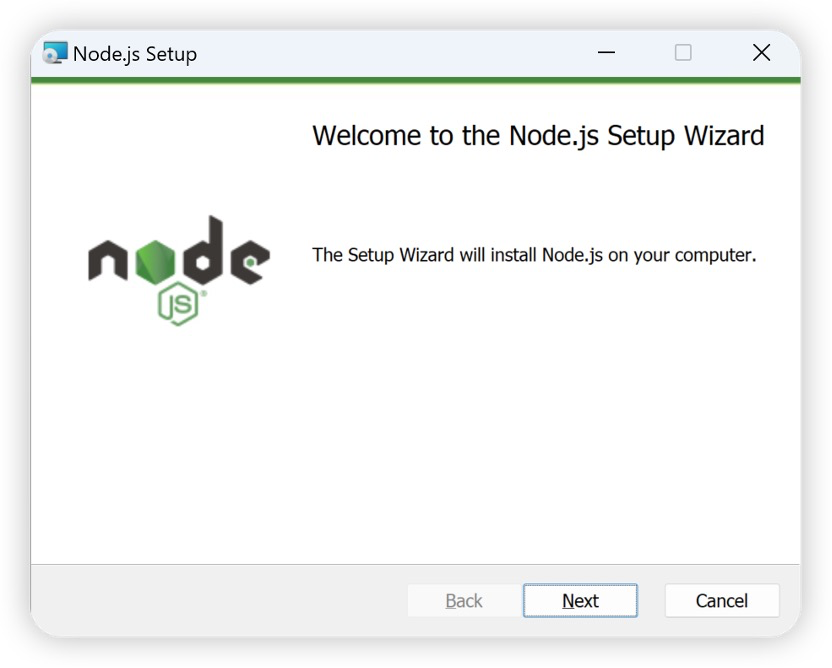 Node.js Setup
Welcome to the Node.js Setup Wizard
The Setup Wizard will install Node.js on your computer.
node
JS®
Back
Next
Cancel